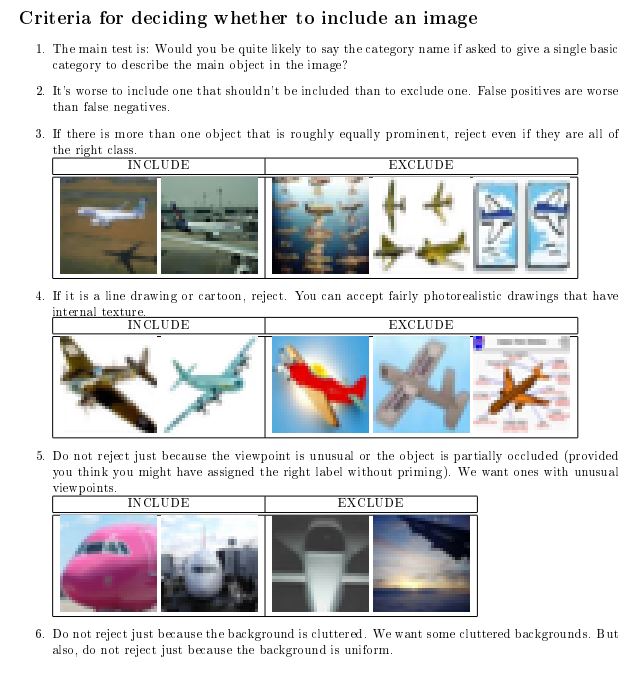 Criteria for deciding whether to include an image
1. The main test is: Would you be quite likely to say the category name if asked to give a single basic
category to describe the main object in the image?
2. It's worse to include one that shouldn't be included than to exclude one. False positives are worse
than false negatives.
3. If there is more than one object that is roughly equally prominent, reject even if they are all of
the right class.
INCLUDE EXCLUDE
4. If it is a line drawing or cartoon, reject. You can accept fairly photorealistic drawings that have
internal texture.
INCLUDE EXCLUDE
5. Do not reject just because the viewpoint is unusual or the object is partially occluded (provided
you think you might have assigned the right label without priming). We want ones with unusual
viewpoints.
INCLUDE EXCLUDE
6. Do not reject just because the background is cluttered. We want some cluttered backgrounds. But
also, do not reject just because the background is uniform.